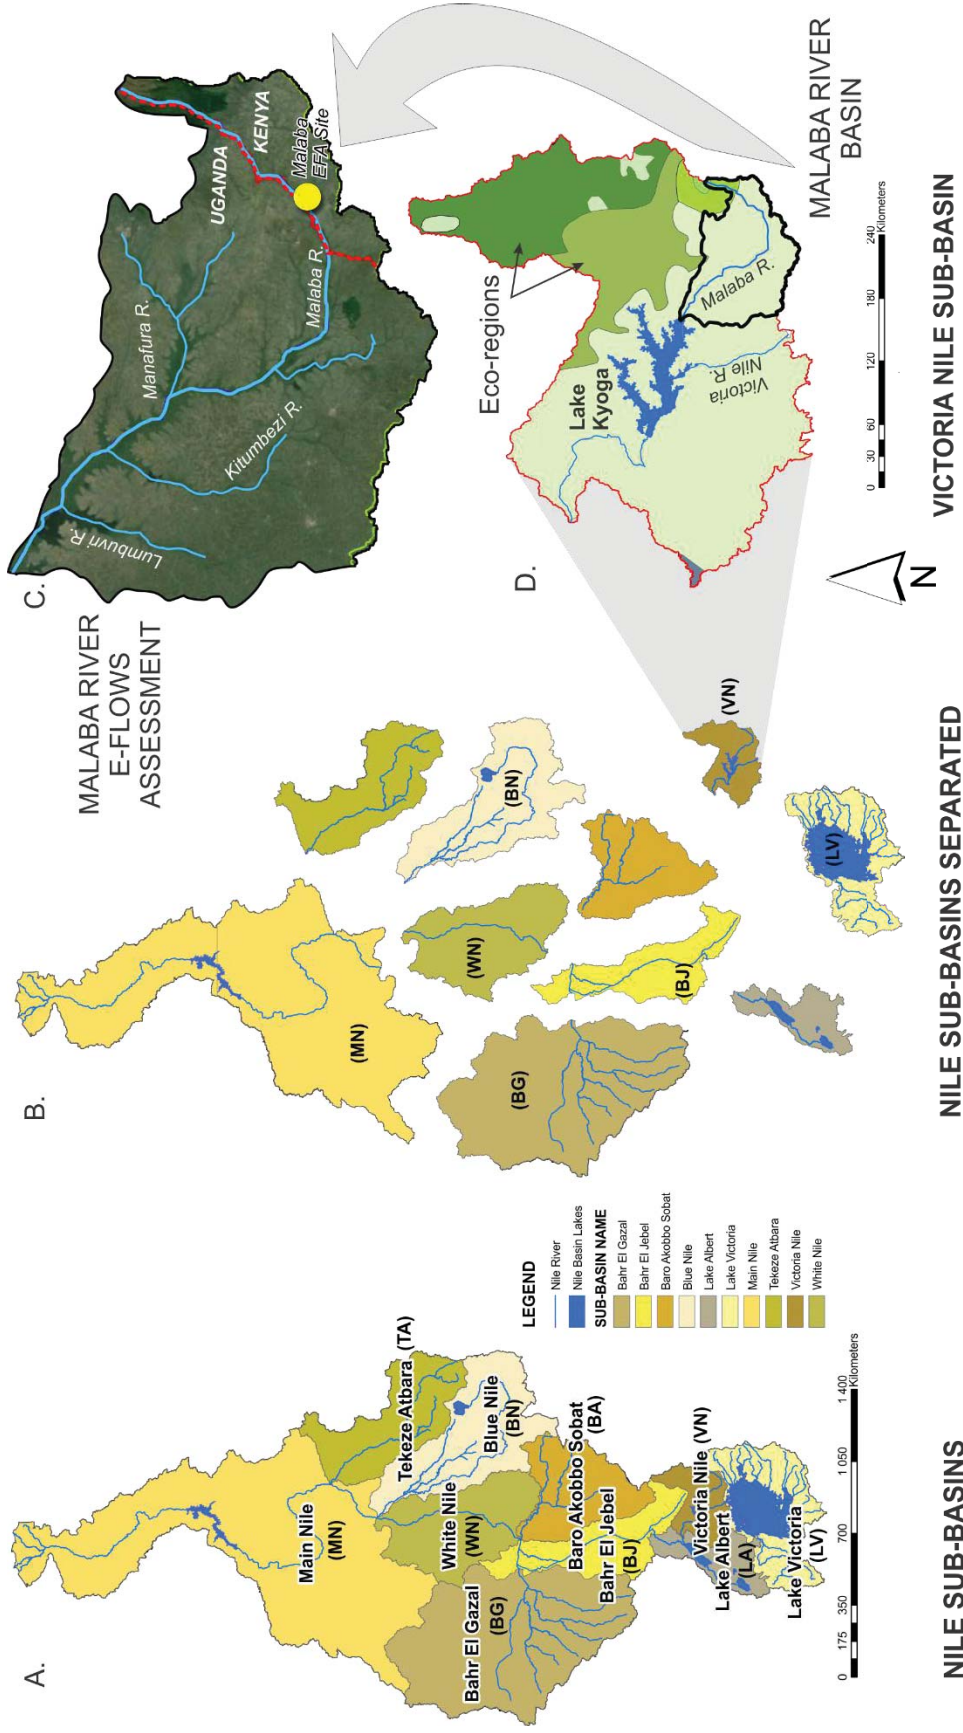 A.
Main Nile
(MN)
Tekeze Atbara (TA)
Blue Nile
(BN)
White Nile
(WN)
Bahr El Gazal
(BG)
Baro Akobbo Sobat
(BA)
Bahr El Jebel
(BJ)
Victoria Nile (VN)
Lake Albert
(LA)
Lake Victoria
(LV)
LEGEND
Nile River
Nile Basin Lakes
SUB-BASIN NAME
Bahr El Gazal
Bahr El Jebel
Baro Akobbo Sobat
Blue Nile
Lake Albert
Lake Victoria
Main Nile
Tekeze Atbara
Victoria Nile
White Nile
0 175 350 700 1 050 1 400
Kilometers
NILE SUB-BASINS
B.
(MN)
(BN)
(WN)
(BG)
(BJ)
(VN)
(LV)
NILE SUB-BASINS SEPARATED
MALABA RIVER
E-FLOWS
ASSESSMENT
C.
UGANDA
KENYA
Malaba
EFA Site
Manafura R.
Malaba R.
Kitumbezi R.
Lumbuvri R.
D.
Eco-regions
Lake
Kyoga
Victoria
Nile R.
Malaba R.
MALABA RIVER
BASIN
N
0 30 60 120 180 240
Kilometers
VICTORIA NILE SUB-BASIN